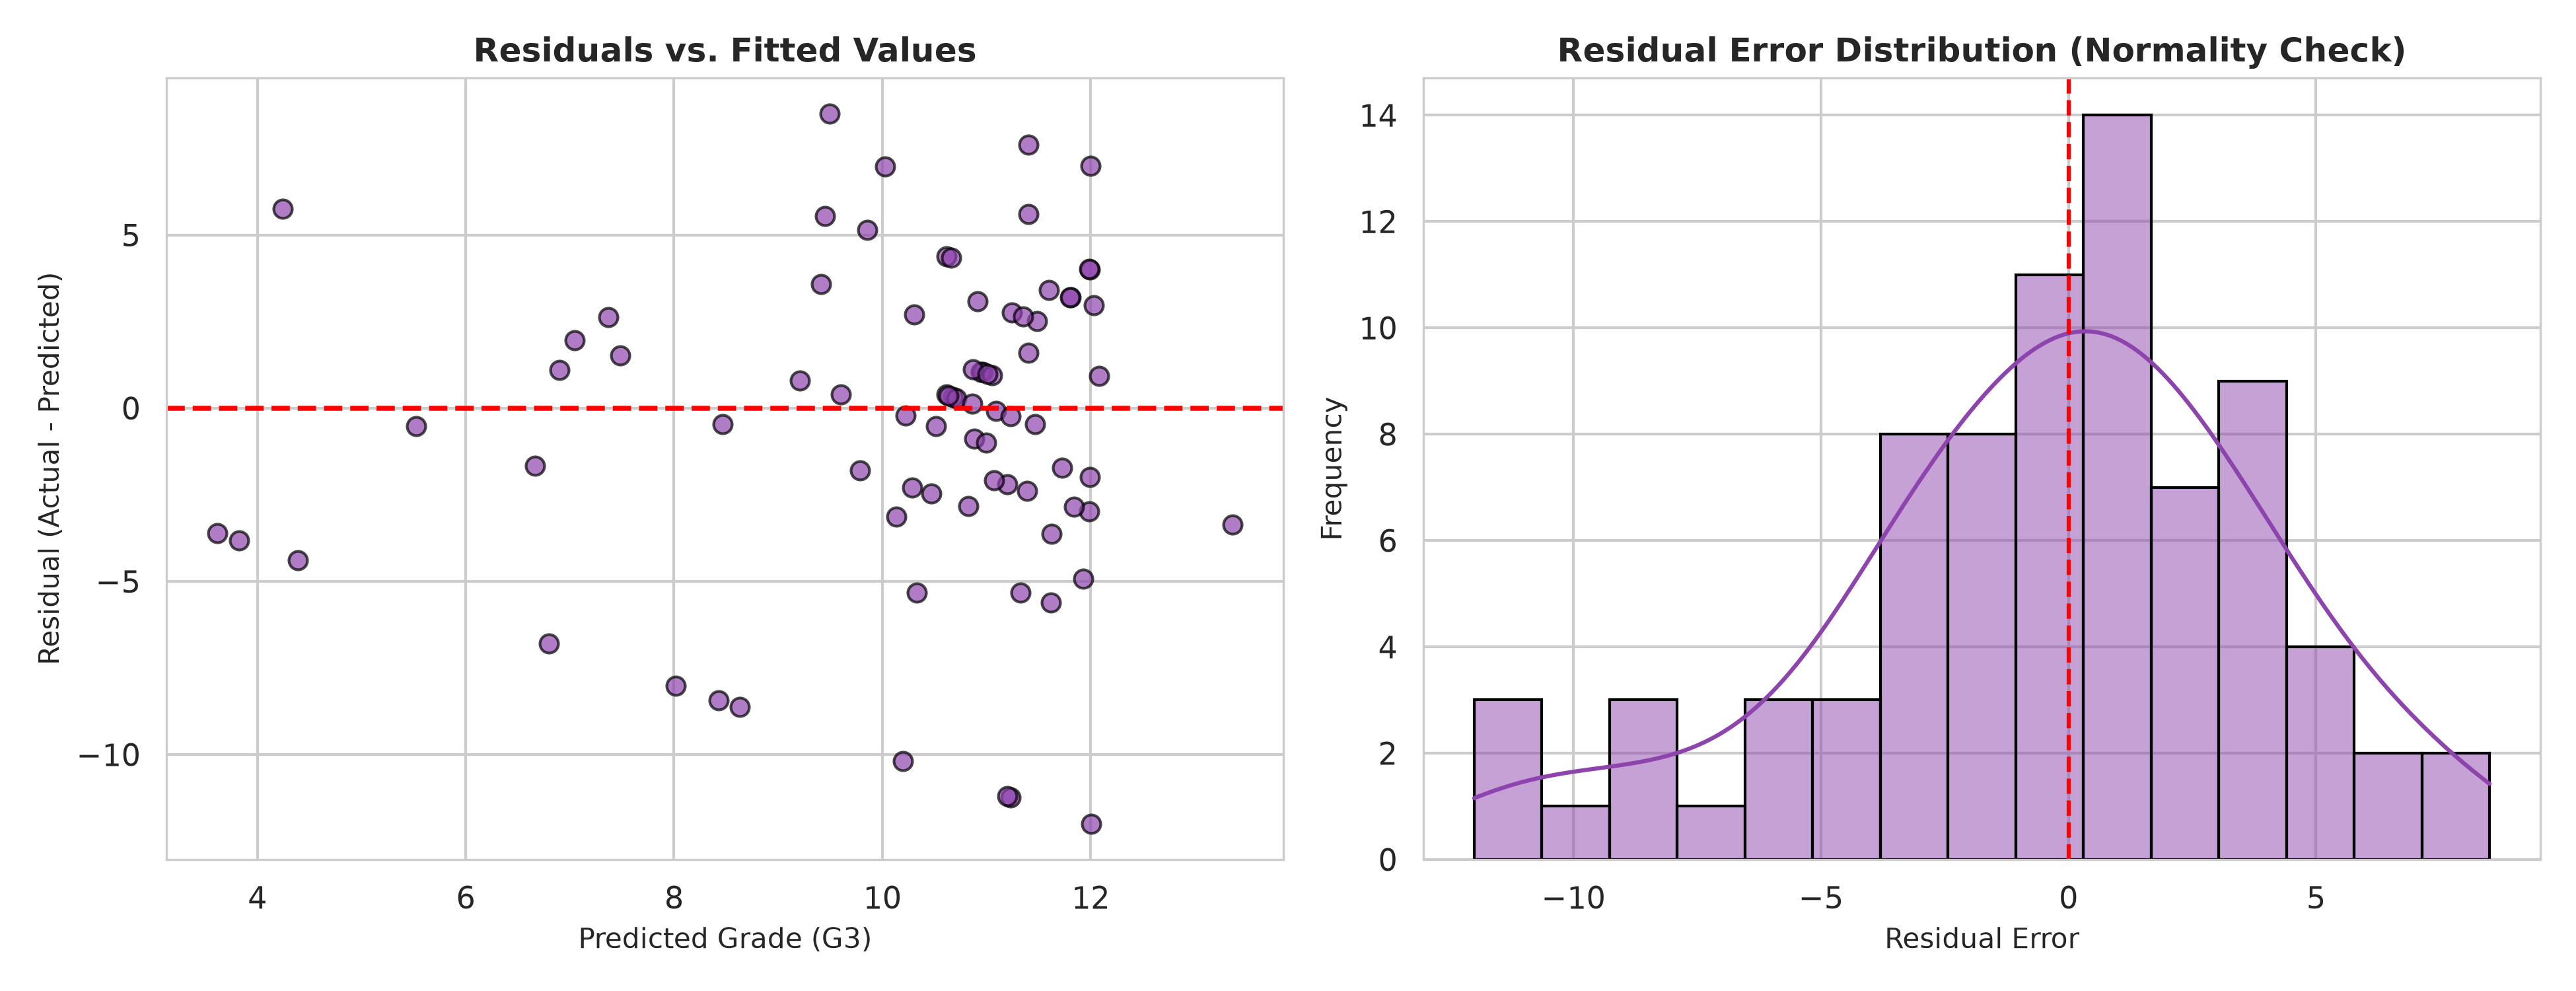 Residuals vs. Fitted Values
Residual (Actual - Predicted)
5
0
−5
−10
4 6 8 10 12
Predicted Grade (G3)
Residual Error Distribution (Normality Check)
Frequency
14
12
10
8
6
4
2
0
−10 −5 0 5
Residual Error